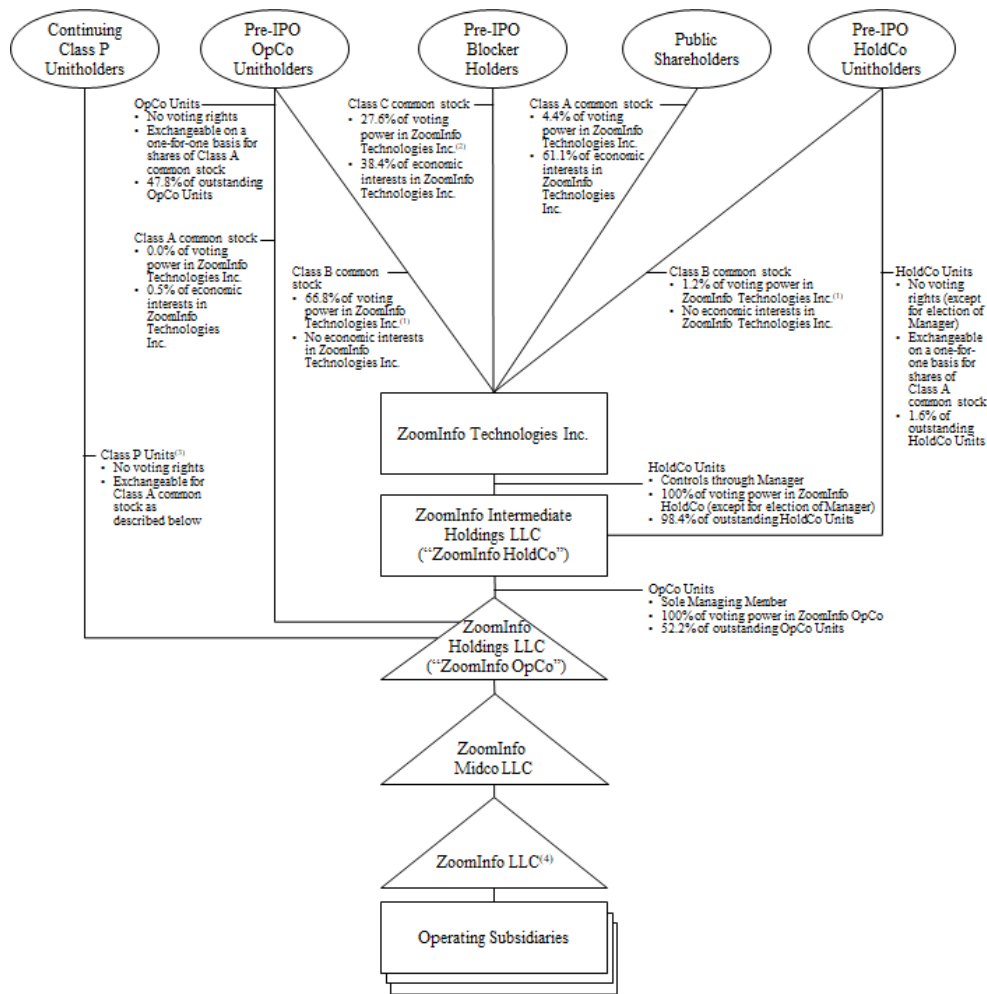 Continuing
Class P
Unitholders
Pre-IPO
OpCo
Unitholders
Pre-IPO
Blocker
Holders
Public
Shareholders
Pre-IPO
HoldCo
Unitholders
OpCo Units
• No voting rights
• Exchangeable on a
one-for-one basis for
shares of Class A
common stock
• 47.8% of outstanding
OpCo Units
Class C common stock
• 27.6% of voting
power in ZoomInfo
Technologies Inc.(2)
• 38.4% of economic
interests in ZoomInfo
Technologies Inc.
Class A common stock
• 4.4% of voting
power in ZoomInfo
Technologies Inc.
• 61.1% of economic
interests in
ZoomInfo
Technologies
Inc.
Class A common stock
• 0.0% of voting
power in ZoomInfo
Technologies Inc.
• 0.5% of economic
interests in
ZoomInfo
Technologies
Inc.
Class B common
stock
• 66.8% of voting
power in ZoomInfo
Technologies Inc.(1)
• No economic interests
in ZoomInfo
Technologies Inc.
Class B common stock
• 1.2% of voting power in
ZoomInfo Technologies Inc.(1)
• No economic interests in
ZoomInfo Technologies Inc.
HoldCo Units
• No voting
rights (except
for election of
Manager)
• Exchangeable
on a one-for-
one basis for
shares of
Class A
common stock
• 1.6% of
outstanding
HoldCo Units
ZoomInfo Technologies Inc.
Class P Units(3)
• No voting rights
• Exchangeable for
Class A common
stock as
described below
HoldCo Units
• Controls through Manager
• 100% of voting power in ZoomInfo
HoldCo (except for election of Manager)
• 98.4% of outstanding HoldCo Units
ZoomInfo Intermediate
Holdings LLC
(“ZoomInfo HoldCo”)
OpCo Units
• Sole Managing Member
• 100% of voting power in ZoomInfo OpCo
• 52.2% of outstanding OpCo Units
ZoomInfo
Holdings LLC
(“ZoomInfo OpCo”)
ZoomInfo
Midco LLC
ZoomInfo LLC(4)
Operating Subsidiaries